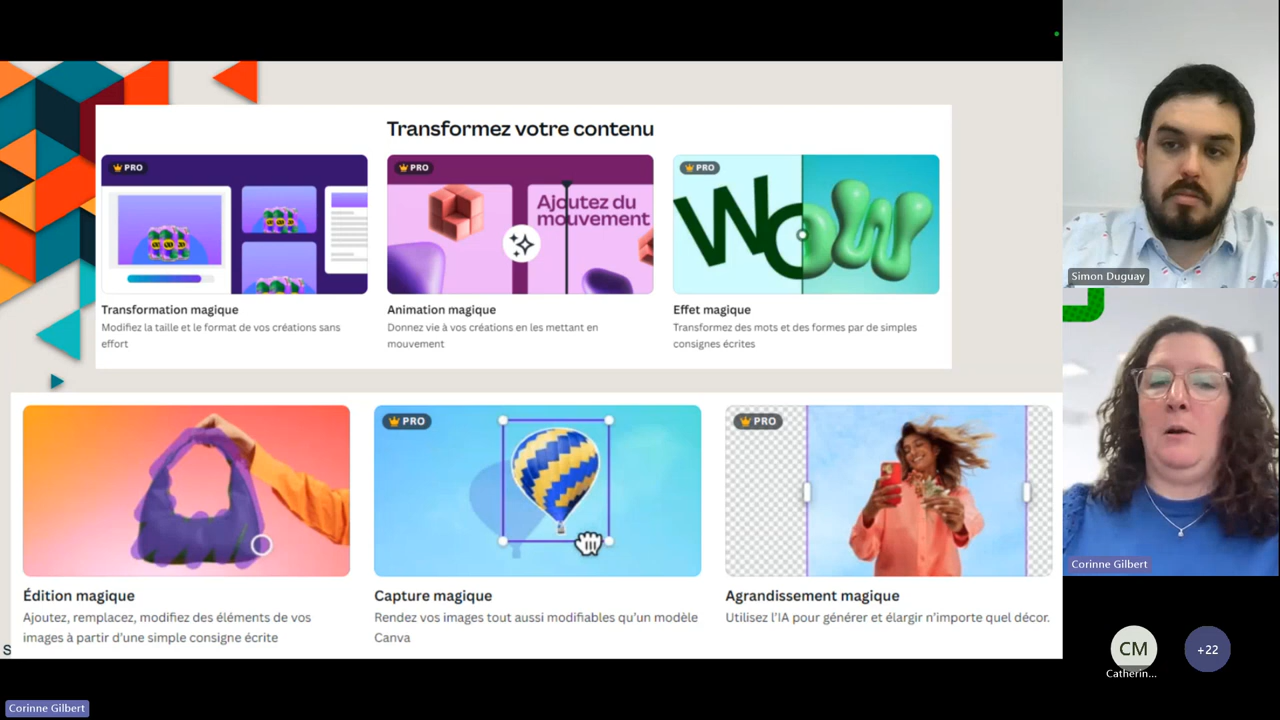 Transformez votre contenu
PRO
PRO
PRO
Ajoutez du
mouvement
WOW
Transformation magique
Modifiez la taille et le format de vos créations sans
effort
Animation magique
Donnez vie à vos créations en les mettant en
mouvement
Effet magique
Transformez des mots et des formes par de simples
consignes écrites
PRO
PRO
Édition magique
Ajoutez, remplacez, modifiez des éléments de vos
images à partir d'une simple consigne écrite
Capture magique
Rendez vos images tout aussi modifiables qu'un modèle
Canva
Agrandissement magique
Utilisez l'IA pour générer et élargir n'importe quel décor.
S
Corinne Gilbert
Simon Duguay
Corinne Gilbert
CM
Catherin...
+22